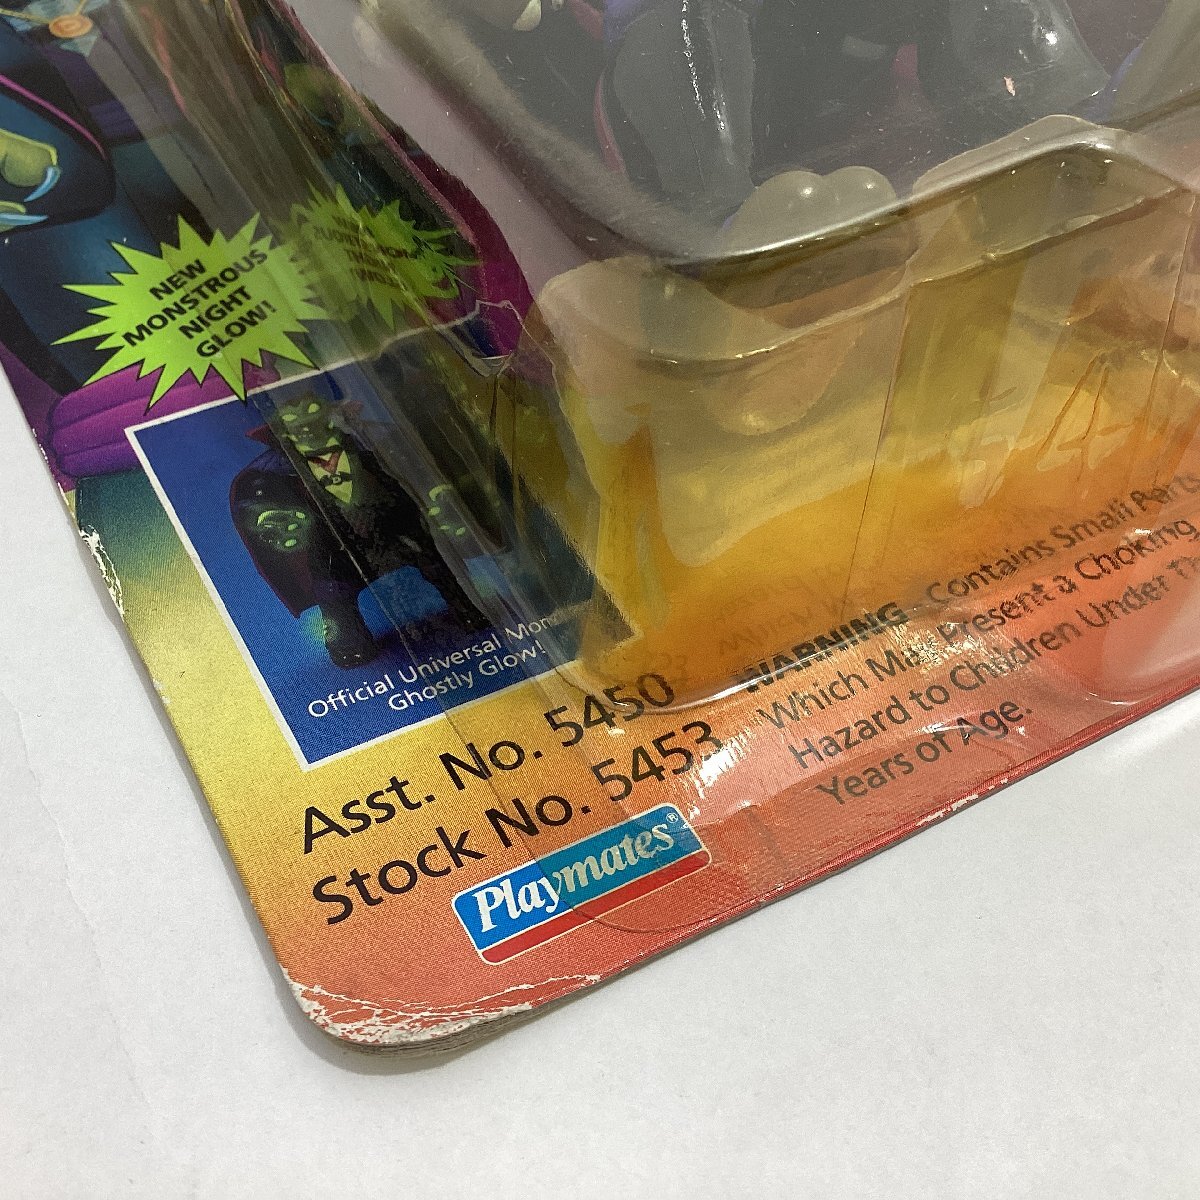 NEW
MONSTROUS
NIGHT
GLOW!
Official Universal Mon
Ghostly Glow!
Asst. No. 5450
Stock No. 5453
Playmates®
WARNING Contains Small Parts
Which May Present a Choking
Hazard to Children Under Th
Years of Age.